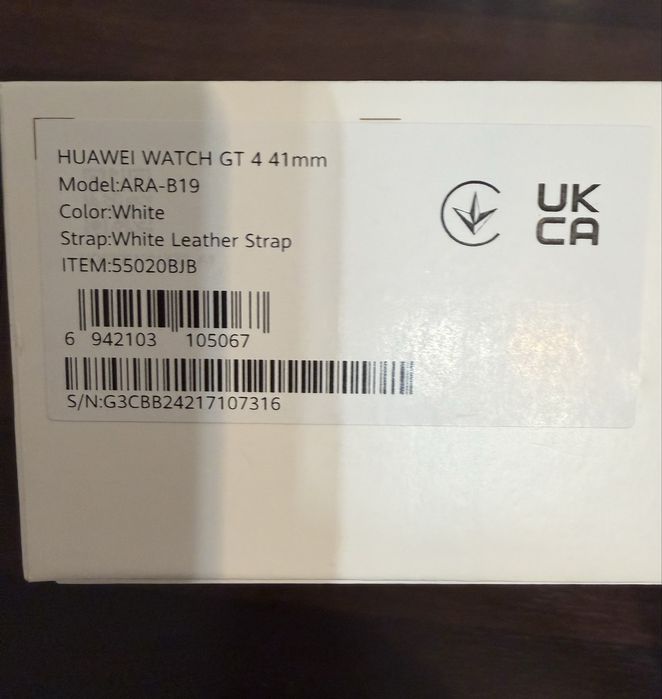 HUAWEI WATCH GT 4 41mm
Model:ARA-B19
Color:White
Strap:White Leather Strap
ITEM:55020BJB
6 942103 105067
S/N:G3CBB24217107316
UK
CA